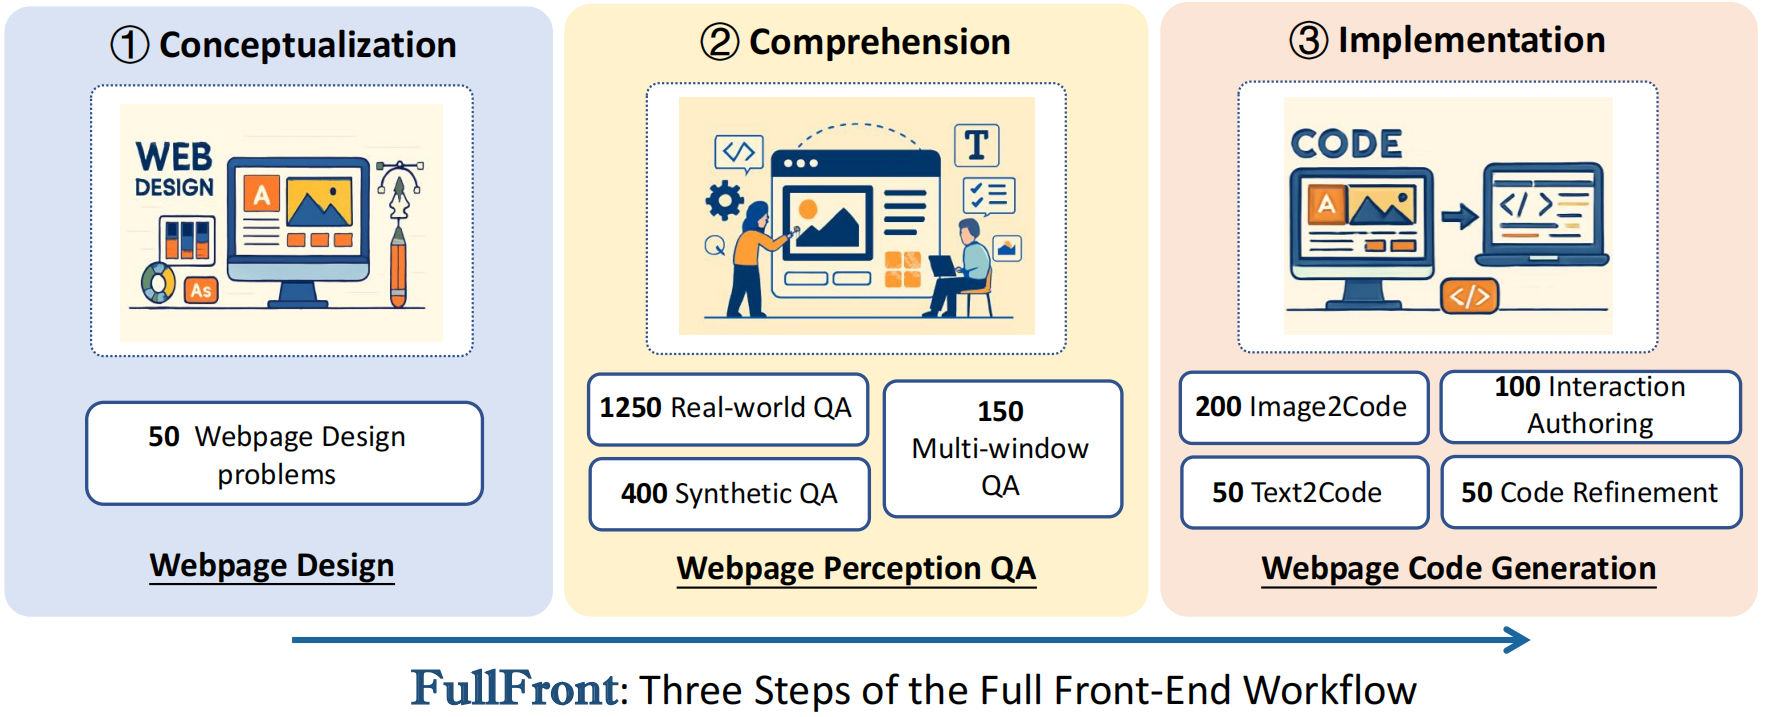 ① Conceptualization
WEB
DESIGN
A
As
50 Webpage Design
problems
Webpage Design
② Comprehension
</>
T
1250 Real-world QA
400 Synthetic QA
150
Multi-window
QA
Webpage Perception QA
③ Implementation
CODE
A
</>
</>
200 Image2Code
100 Interaction
Authoring
50 Text2Code
50 Code Refinement
Webpage Code Generation
FullFront: Three Steps of the Full Front-End Workflow